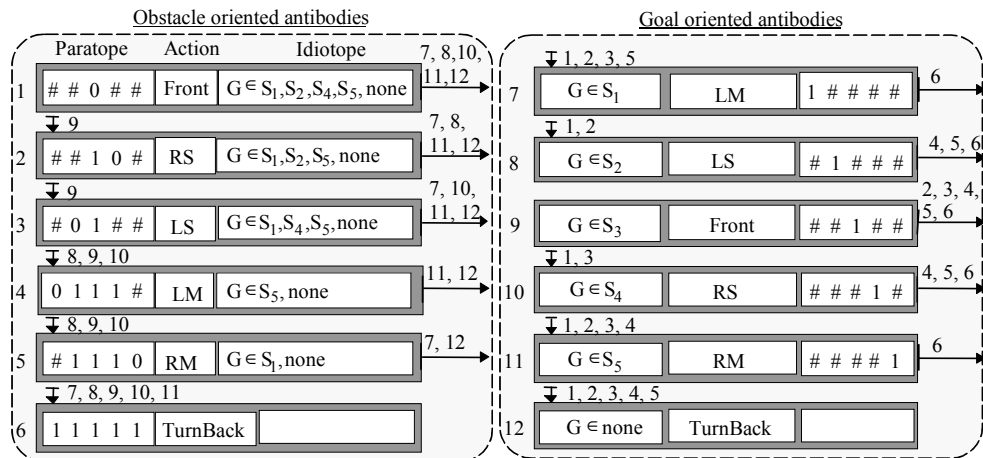 Obstacle oriented antibodies
Paratope Action Idiotope
7, 8,10,
11,12
1 # # 0 # # Front G ∈ S₁, S₂, S₄, S₅, none
9
7, 8,
11, 12
2 # # 1 0 # RS G ∈ S₁, S₂, S₅, none
9
7, 10,
11, 12
3 # 0 1 # # LS G ∈ S₁, S₄, S₅, none
8, 9, 10
11, 12
4 0 1 1 1 # LM G ∈ S₅, none
8, 9, 10
7, 12
5 # 1 1 1 0 RM G ∈ S₁, none
7, 8, 9, 10, 11
6 1 1 1 1 1 TurnBack
Goal oriented antibodies
1, 2, 3, 5
7 G ∈ S₁ LM 1 # # # # 6
1, 2
8 G ∈ S₂ LS # 1 # # # 4, 5, 6
2, 3, 4,
5, 6
9 G ∈ S₃ Front # # 1 # #
1, 3
10 G ∈ S₄ RS # # # 1 # 4, 5, 6
1, 2, 3, 4
11 G ∈ S₅ RM # # # # 1 6
1, 2, 3, 4, 5
12 G ∈ none TurnBack